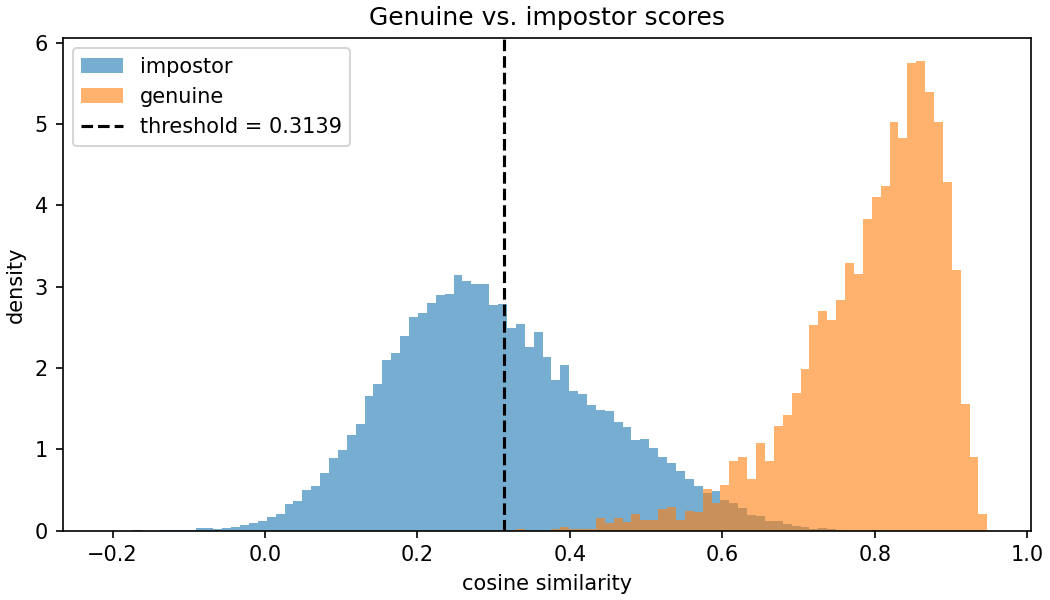 Genuine vs. impostor scores
impostor
genuine
threshold = 0.3139
density
6
5
4
3
2
1
0
−0.2 0.0 0.2 0.4 0.6 0.8 1.0
cosine similarity